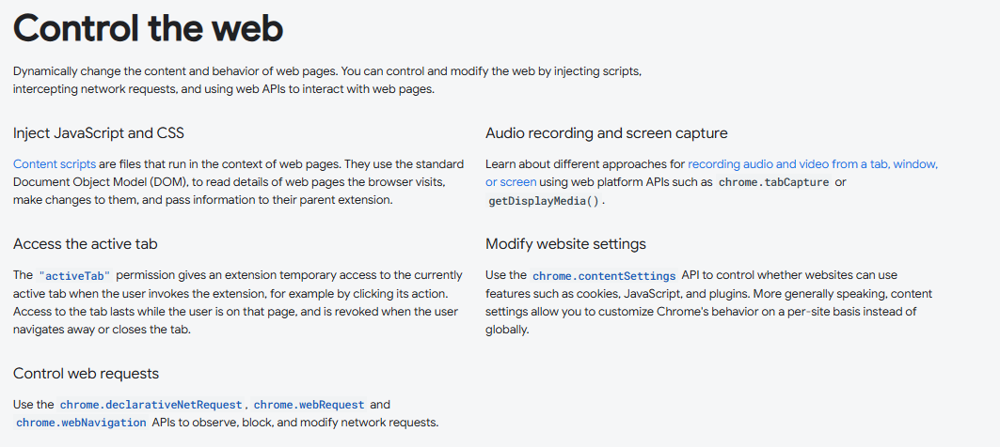 Control the web
Dynamically change the content and behavior of web pages. You can control and modify the web by injecting scripts,
intercepting network requests, and using web APIs to interact with web pages.
Inject JavaScript and CSS
Content scripts are files that run in the context of web pages. They use the standard
Document Object Model (DOM), to read details of web pages the browser visits,
make changes to them, and pass information to their parent extension.
Audio recording and screen capture
Learn about different approaches for recording audio and video from a tab, window,
or screen using web platform APIs such as chrome.tabCapture or
getDisplayMedia().
Access the active tab
The "activeTab" permission gives an extension temporary access to the currently
active tab when the user invokes the extension, for example by clicking its action.
Access to the tab lasts while the user is on that page, and is revoked when the user
navigates away or closes the tab.
Modify website settings
Use the chrome.contentSettings API to control whether websites can use
features such as cookies, JavaScript, and plugins. More generally speaking, content
settings allow you to customize Chrome's behavior on a per-site basis instead of
globally.
Control web requests
Use the chrome.declarativeNetRequest, chrome.webRequest and
chrome.webNavigation APIs to observe, block, and modify network requests.